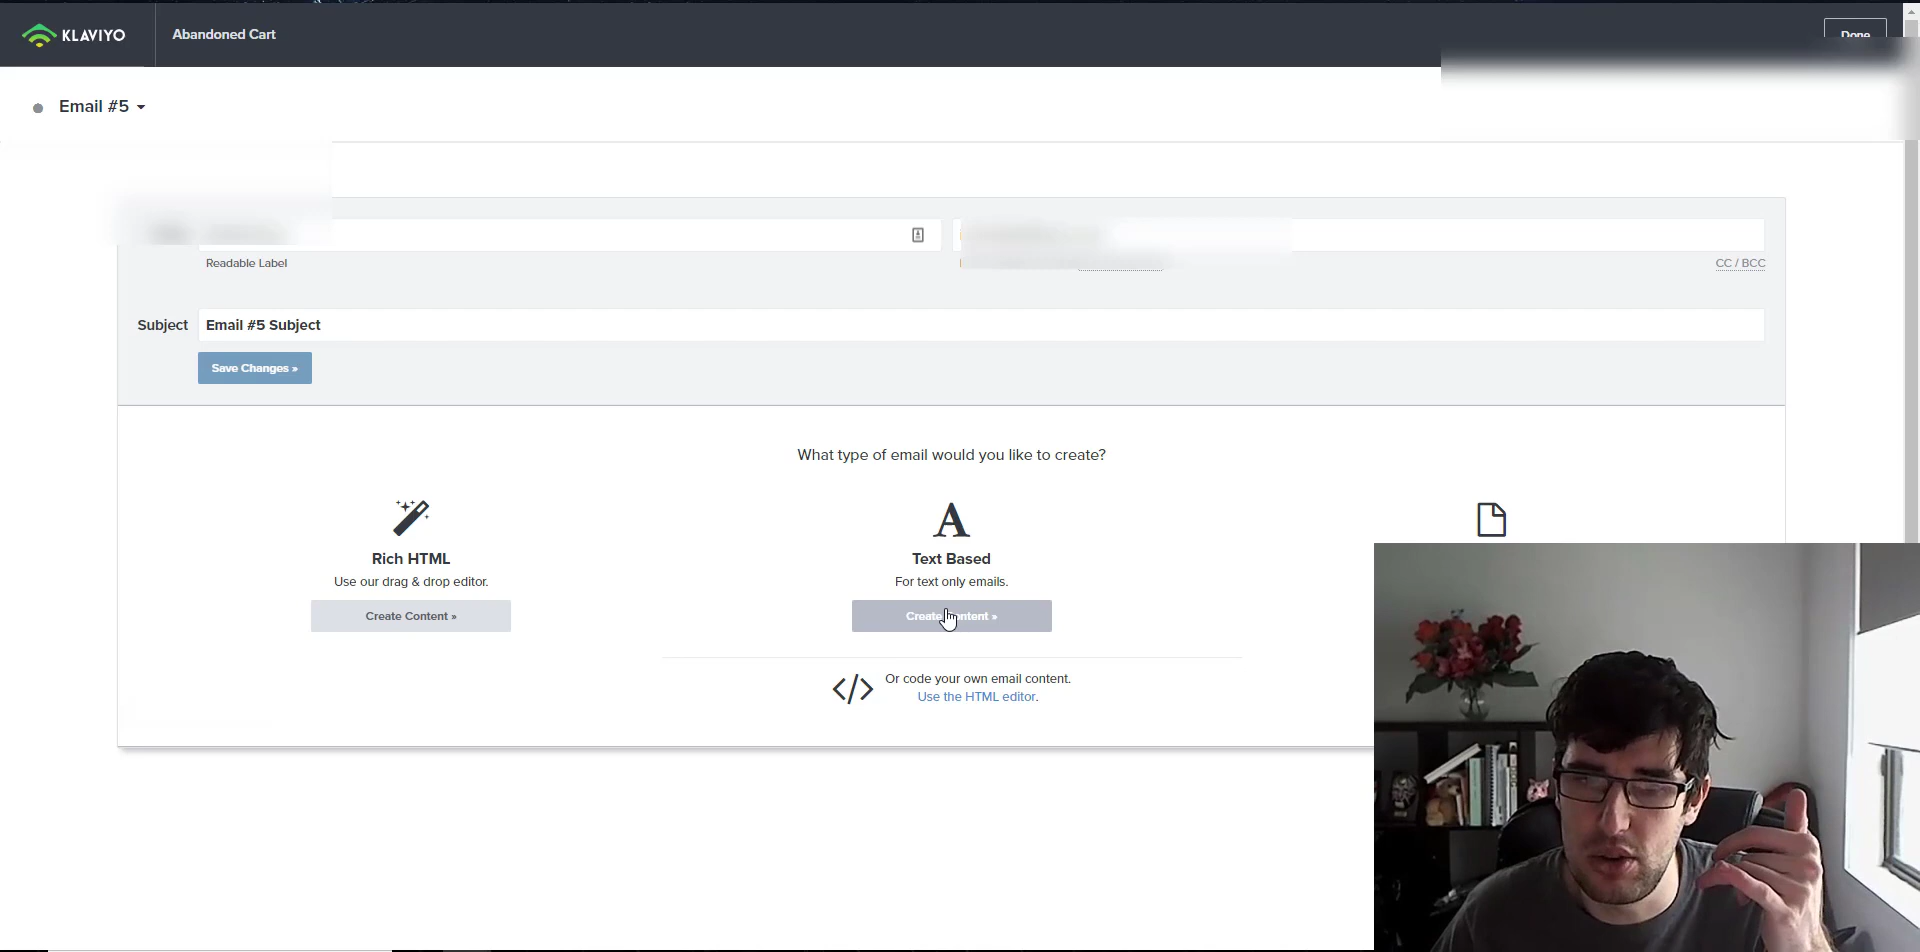 KLAVIYO
Abandoned Cart
Done
Email #5
Readable Label
CC / BCC
Subject
Email #5 Subject
Save Changes »
What type of email would you like to create?
Rich HTML
Use our drag & drop editor.
Create Content »
Text Based
For text only emails.
Create Content »
Or code your own email content.
Use the HTML editor.